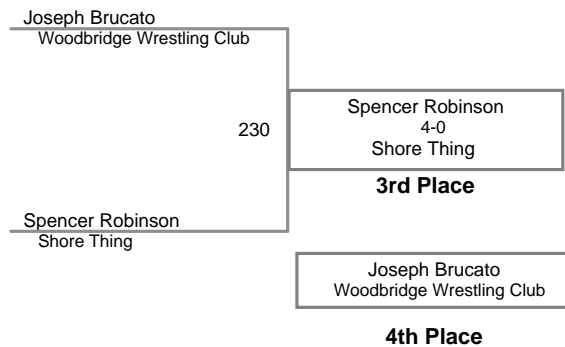 Joseph Brucato
Woodbridge Wrestling Club
230
Spencer Robinson
4-0
Shore Thing
3rd Place
Spencer Robinson
Shore Thing
Joseph Brucato
Woodbridge Wrestling Club
4th Place